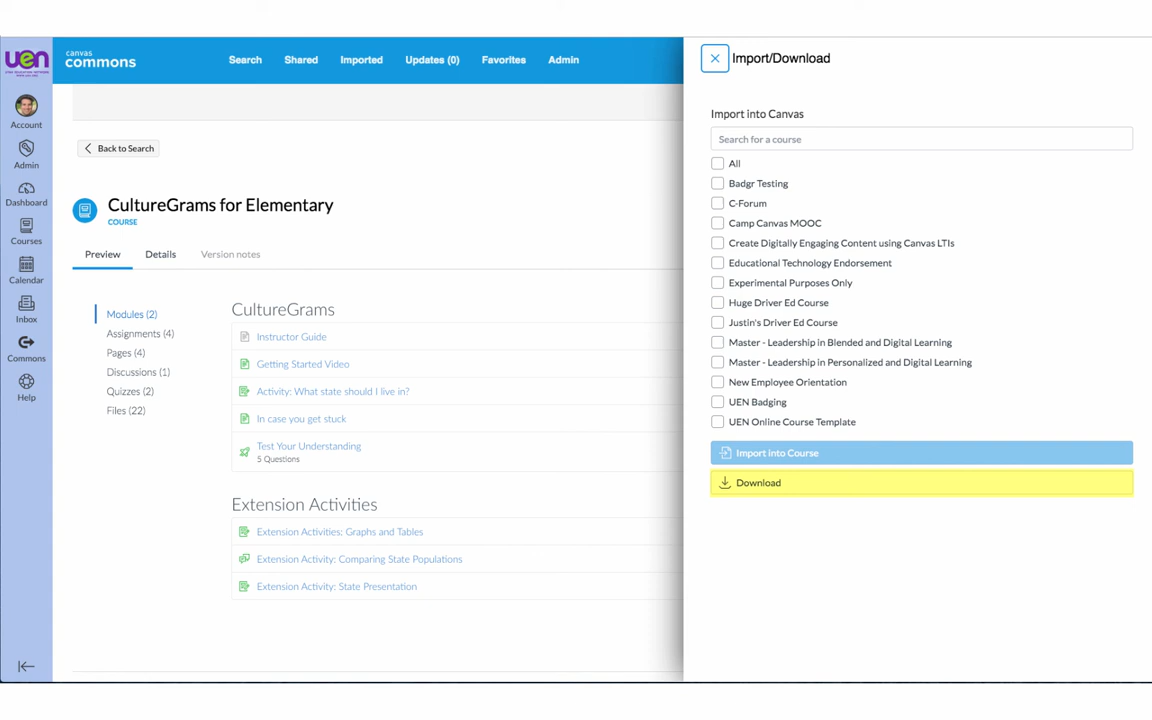 uen
UTAH EDUCATION NETWORK
Account
Admin
Dashboard
Courses
Calendar
Inbox
Commons
Help
canvas
commons
Search
Shared
Imported
Updates (0)
Favorites
Admin
Back to Search
CultureGrams for Elementary
COURSE
Preview
Details
Version notes
Modules (2)
Assignments (4)
Pages (4)
Discussions (1)
Quizzes (2)
Files (22)
CultureGrams
Instructor Guide
Getting Started Video
Activity: What state should I live in?
In case you get stuck
Test Your Understanding
5 Questions
Extension Activities
Extension Activities: Graphs and Tables
Extension Activity: Comparing State Populations
Extension Activity: State Presentation
Import/Download
Import into Canvas
Search for a course
All
Badgr Testing
C-Forum
Camp Canvas MOOC
Create Digitally Engaging Content using Canvas LTIs
Educational Technology Endorsement
Experimental Purposes Only
Huge Driver Ed Course
Justin's Driver Ed Course
Master - Leadership in Blended and Digital Learning
Master - Leadership in Personalized and Digital Learning
New Employee Orientation
UEN Badging
UEN Online Course Template
Import into Course
Download